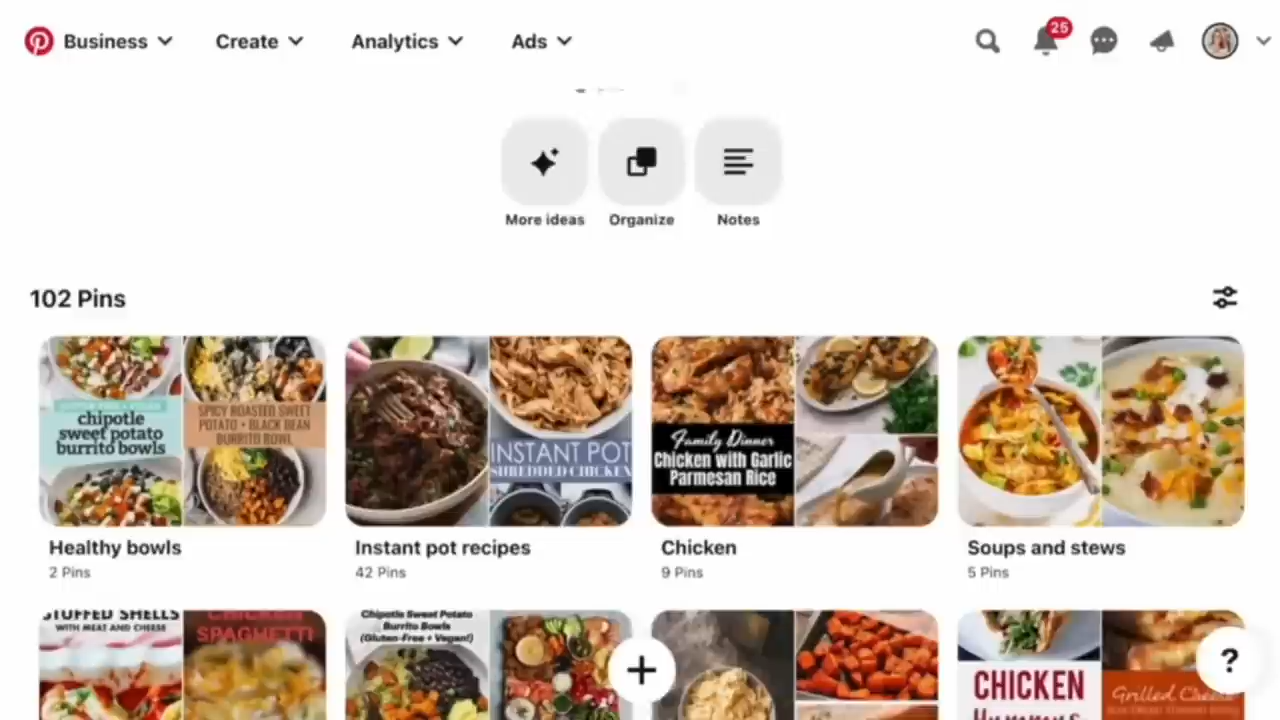 Business
Create
Analytics
Ads
25
More ideas
Organize
Notes
102 Pins
chipotle
sweet potato
burrito bowls
SPICY ROASTED SWEET
POTATO + BLACK BEAN
BURRITO BOWL
INSTANT POT
SHREDDED CHICKEN
Family Dinner
Chicken with Garlic
Parmesan Rice
Healthy bowls
2 Pins
Instant pot recipes
42 Pins
Chicken
9 Pins
Soups and stews
5 Pins
STUFFED SHELLS
WITH MEAT AND CHEESE
CHICKEN
SPAGHETTI
Chipotle Sweet Potato
Burrito Bowls
(Gluten-Free + Vegan!)
+
CHICKEN
Hummus
Grilled Cheese
?